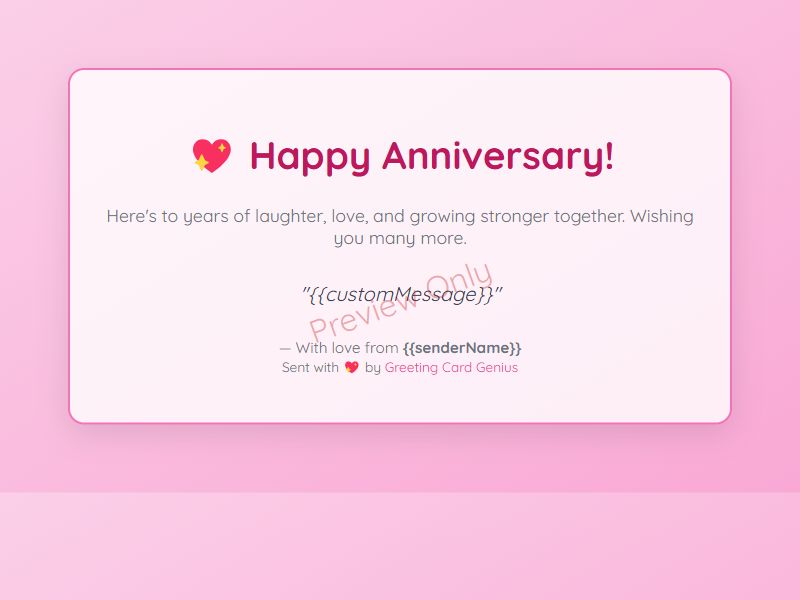 💖 Happy Anniversary!
Here's to years of laughter, love, and growing stronger together. Wishing
you many more.
"{{customMessage}}"
Preview Only
— With love from {{senderName}}
Sent with 💖 by Greeting Card Genius